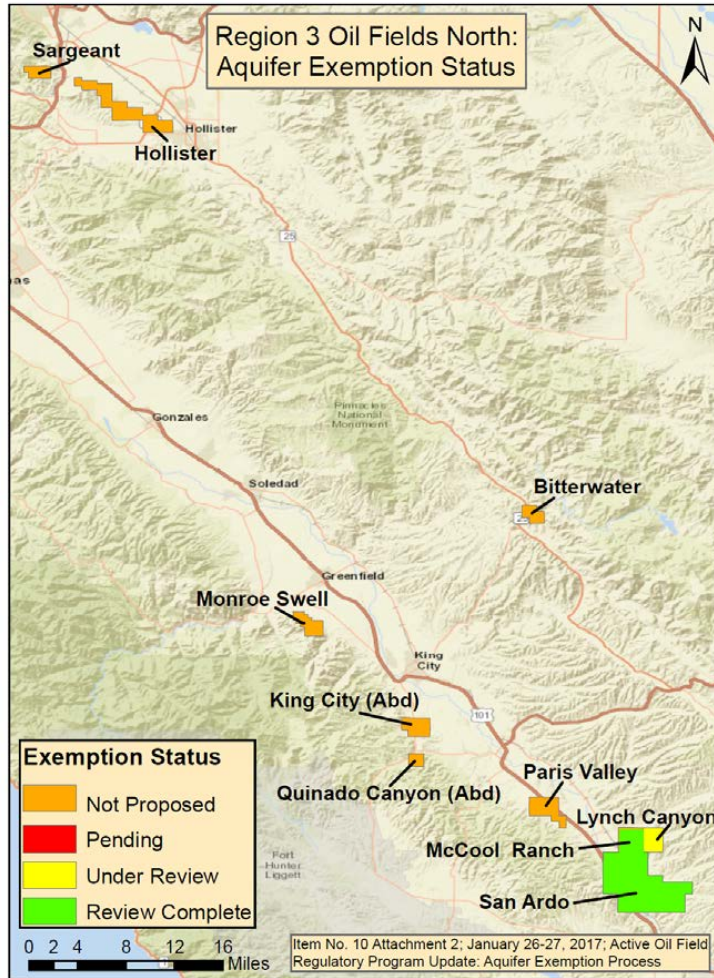 Region 3 Oil Fields North:
Aquifer Exemption Status
N
Sargeant
Hollister
Hollister
25
as
Gonzales
Pinnacles
National
Monument
Soledad
Bitterwater
Greenfield
Monroe Swell
King
City
King City (Abd)
101
Quinado Canyon (Abd)
Paris Valley
Lynch Canyon
McCool Ranch
San Ardo
Fort
Hunter
Liggett
Exemption Status
Not Proposed
Pending
Under Review
Review Complete
0 2 4 8 12 16
Miles
Item No. 10 Attachment 2; January 26-27, 2017; Active Oil Field
Regulatory Program Update: Aquifer Exemption Process